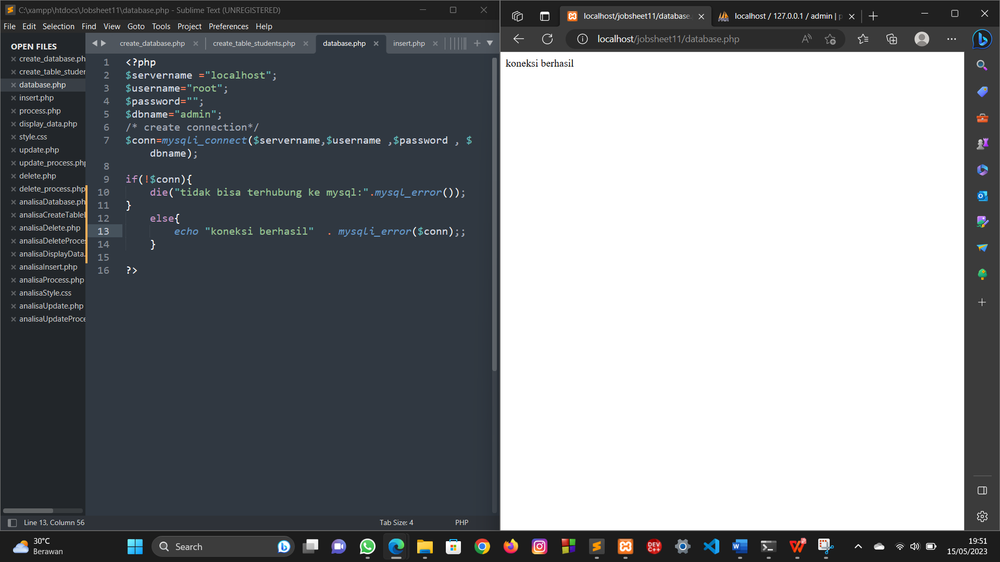 C:\xampp\htdocs\Jobsheet11\database.php - Sublime Text (UNREGISTERED)
File Edit Selection Find View Goto Tools Project Preferences Help
OPEN FILES
create_database.ph
create_table_studer
database.php
insert.php
process.php
display_data.php
style.css
update.php
update_process.php
delete.php
delete_process.php
analisaDatabase.ph
analisaCreateTablel
analisaDelete.php
analisaDeleteProces
analisaDisplayData.
analisaInsert.php
analisaProcess.php
analisaStyle.css
analisaUpdate.php
analisaUpdateProce
create_database.php create_table_students.php database.php insert.php
1 <?php
2 $servername ="localhost";
3 $username="root";
4 $password="";
5 $dbname="admin";
6 /* create connection*/
7 $conn=mysqli_connect($servername,$username ,$password , $
dbname);
8
9 if(!$conn){
10 die("tidak bisa terhubung ke mysql:".mysql_error());
11 }
12 else{
13 echo "koneksi berhasil" . mysqli_error($conn);;
14 }
15
16 ?>
Line 13, Column 56 Tab Size: 4 PHP
localhost/jobsheet11/database. localhost / 127.0.0.1 / admin | p
localhost/jobsheet11/database.php
koneksi berhasil
30°C
Berawan
Search
DEV
C++
19:51
15/05/2023